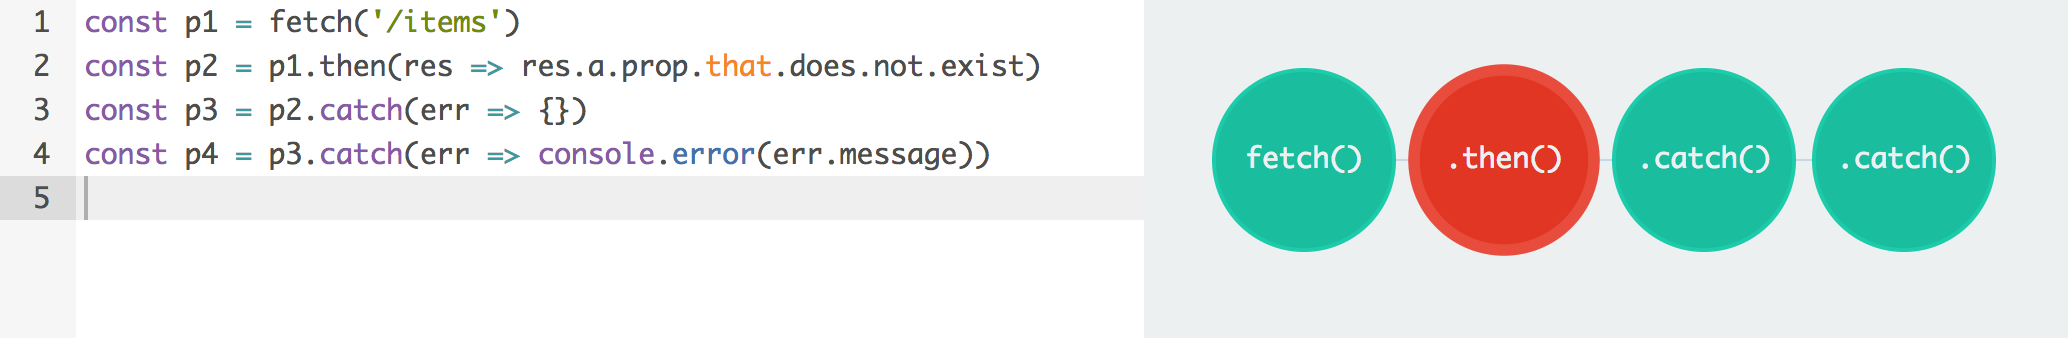 1 const p1 = fetch('/items')
2 const p2 = p1.then(res => res.a.prop.that.does.not.exist)
3 const p3 = p2.catch(err => {})
4 const p4 = p3.catch(err => console.error(err.message))
5
fetch() .then() .catch() .catch()